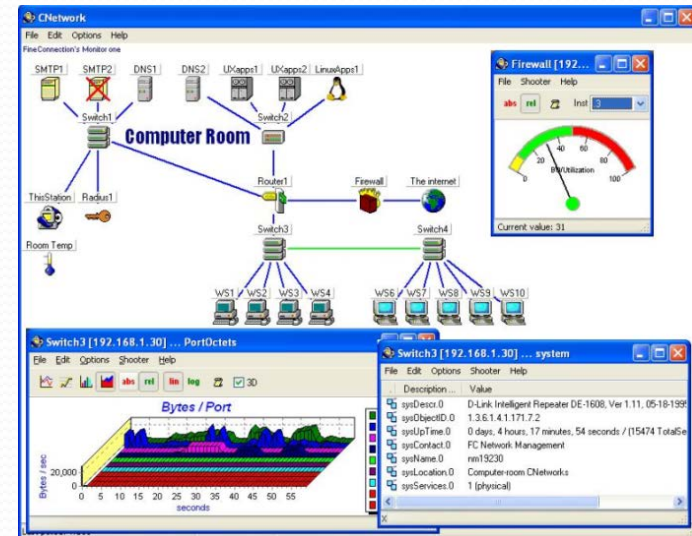 CNetwork
File Edit Options Help
FineConnection's Monitor one
SMTP1 SMTP2 DNS1 DNS2 UXapps1 UXapps2 LinuxApps1
Switch1 Switch2
Computer Room
ThisStation Radius1
Router1 Firewall The internet
Room Temp
Switch3 Switch4
WS1 WS2 WS3 WS4 WS6 WS7 WS8 WS9 WS10
Firewall [192...
File Shooter Help
abs rel Inst 3
0 20 40 60 80 100
BW/Utilization
Current value: 31
Switch3 [192.168.1.30] ... PortOctets
File Edit Options Shooter Help
abs rel lin log 3D
Bytes / Port
Bytes / sec
20,000
0
0 5 10 15 20 25 30 35 40 45 50 55
seconds
Switch3 [192.168.1.30] ... system
File Edit Options Shooter Help
Description ... Value
sysDescr.0 D-Link Intelligent Repeater DE-1608, Ver 1.11, 05-18-199
sysObjectID.0 1.3.6.1.4.1.171.7.2
sysUpTime.0 0 days, 4 hours, 17 minutes, 54 seconds / (15474 TotalSe
sysContact.0 FC Network Management
sysName.0 nm19230
sysLocation.0 Computer-room CNetworks
sysServices.0 1 (physical)
X